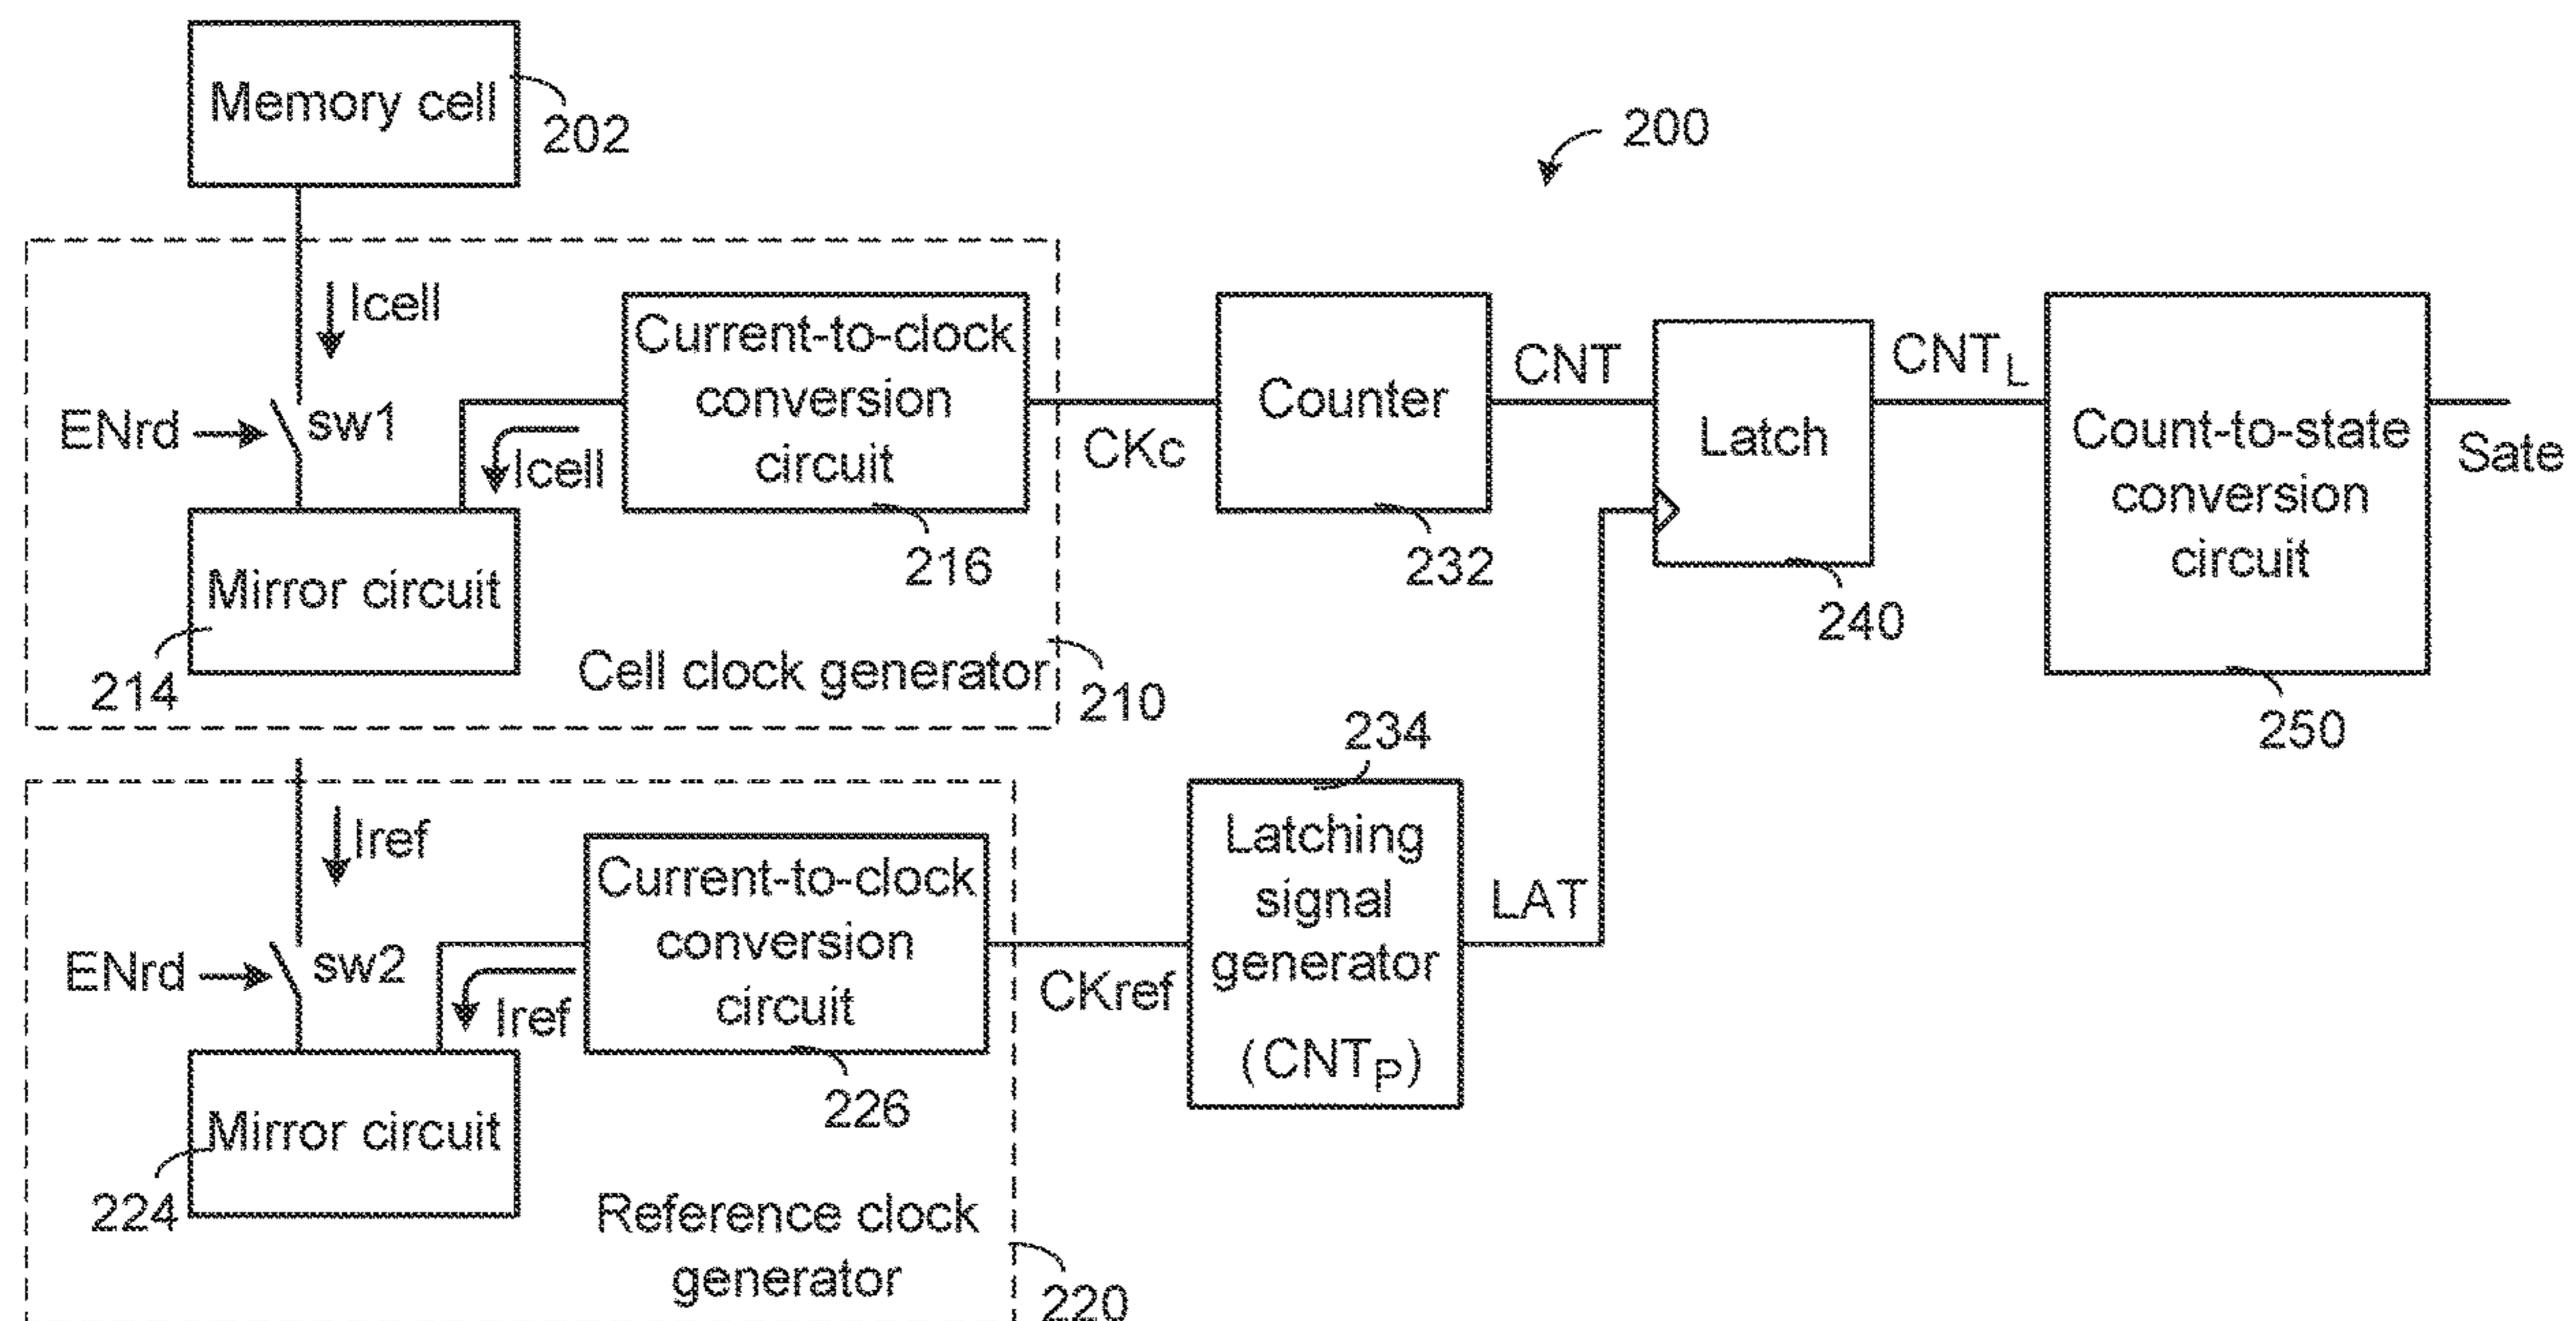 Memory cell
202
200
Icell
ENrd
sw1
Icell
Current-to-clock
conversion
circuit
216
Mirror circuit
214
Cell clock generator
210
CKc
Counter
232
CNT
Latch
240
CNTL
Count-to-state
conversion
circuit
250
Sate
Iref
ENrd
sw2
Iref
Current-to-clock
conversion
circuit
226
Mirror circuit
224
Reference clock
generator
220
CKref
234
Latching
signal
generator
(CNTP)
LAT